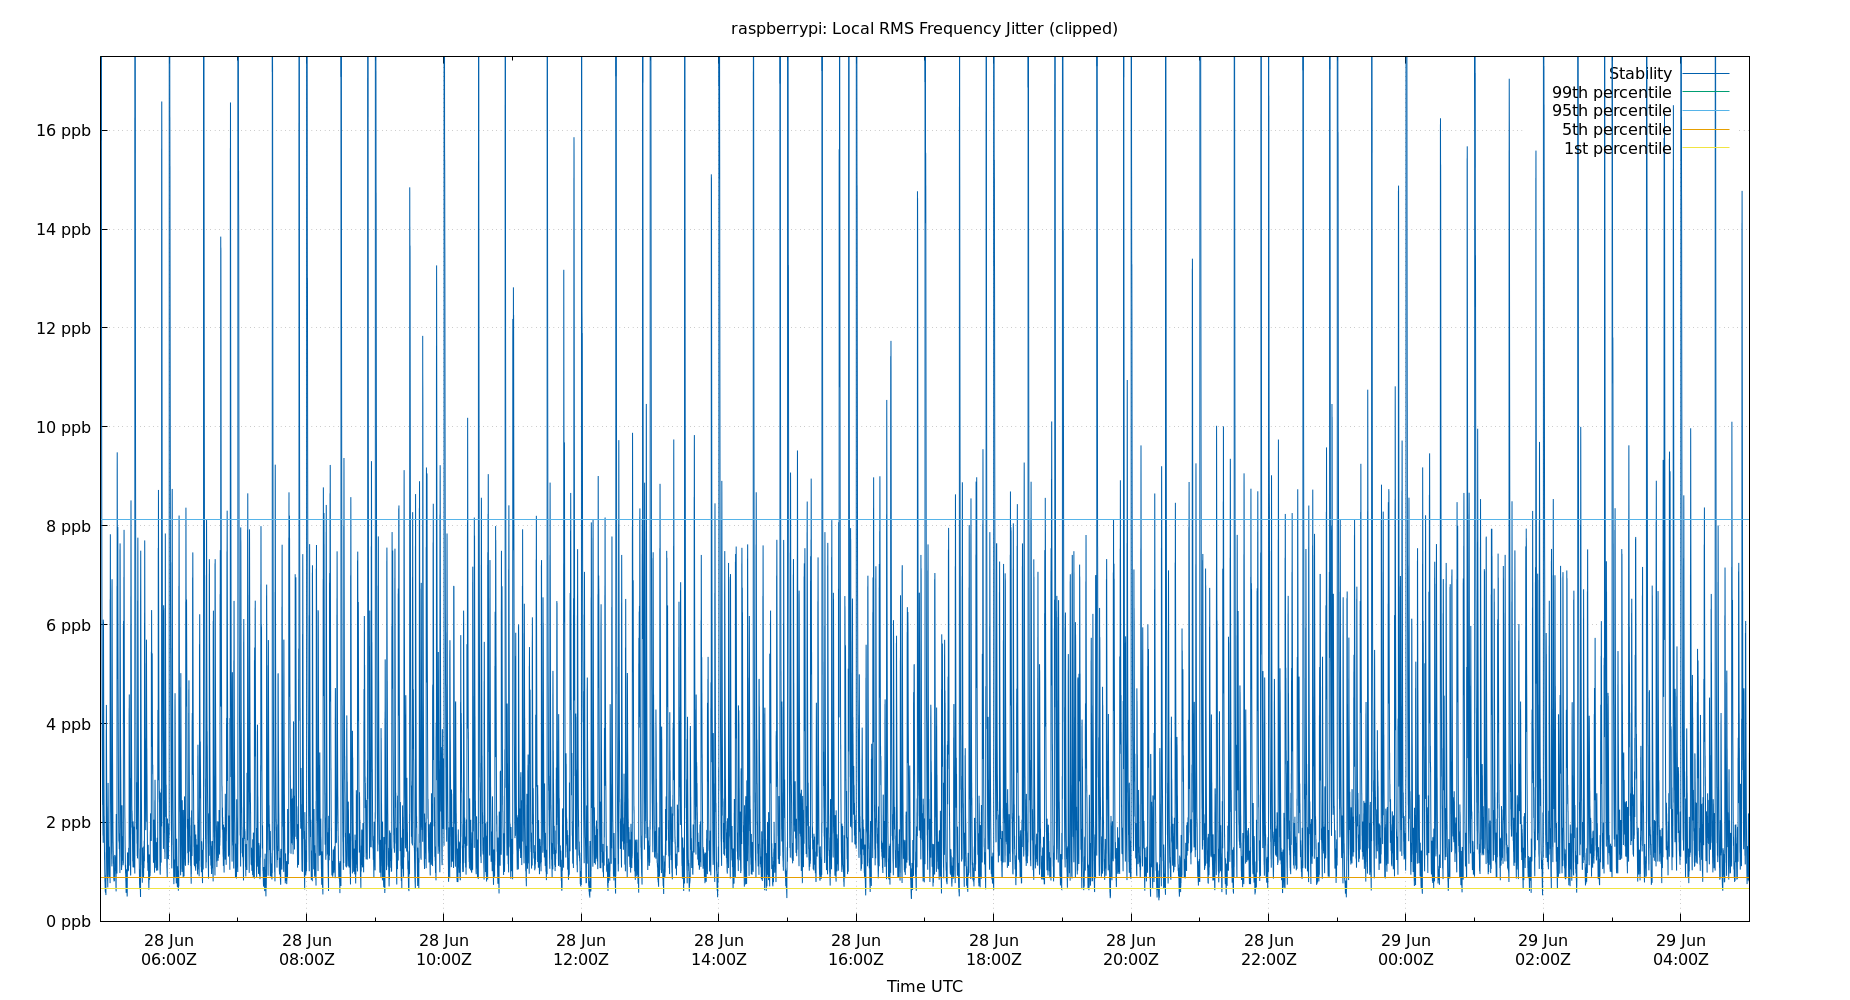 raspberrypi: Local RMS Frequency Jitter (clipped)
Stability
99th percentile
95th percentile
5th percentile
1st percentile
16 ppb
14 ppb
12 ppb
10 ppb
8 ppb
6 ppb
4 ppb
2 ppb
0 ppb
28 Jun 28 Jun 28 Jun 28 Jun 28 Jun 28 Jun 28 Jun 28 Jun 28 Jun 29 Jun 29 Jun 29 Jun
06:00Z 08:00Z 10:00Z 12:00Z 14:00Z 16:00Z 18:00Z 20:00Z 22:00Z 00:00Z 02:00Z 04:00Z
Time UTC